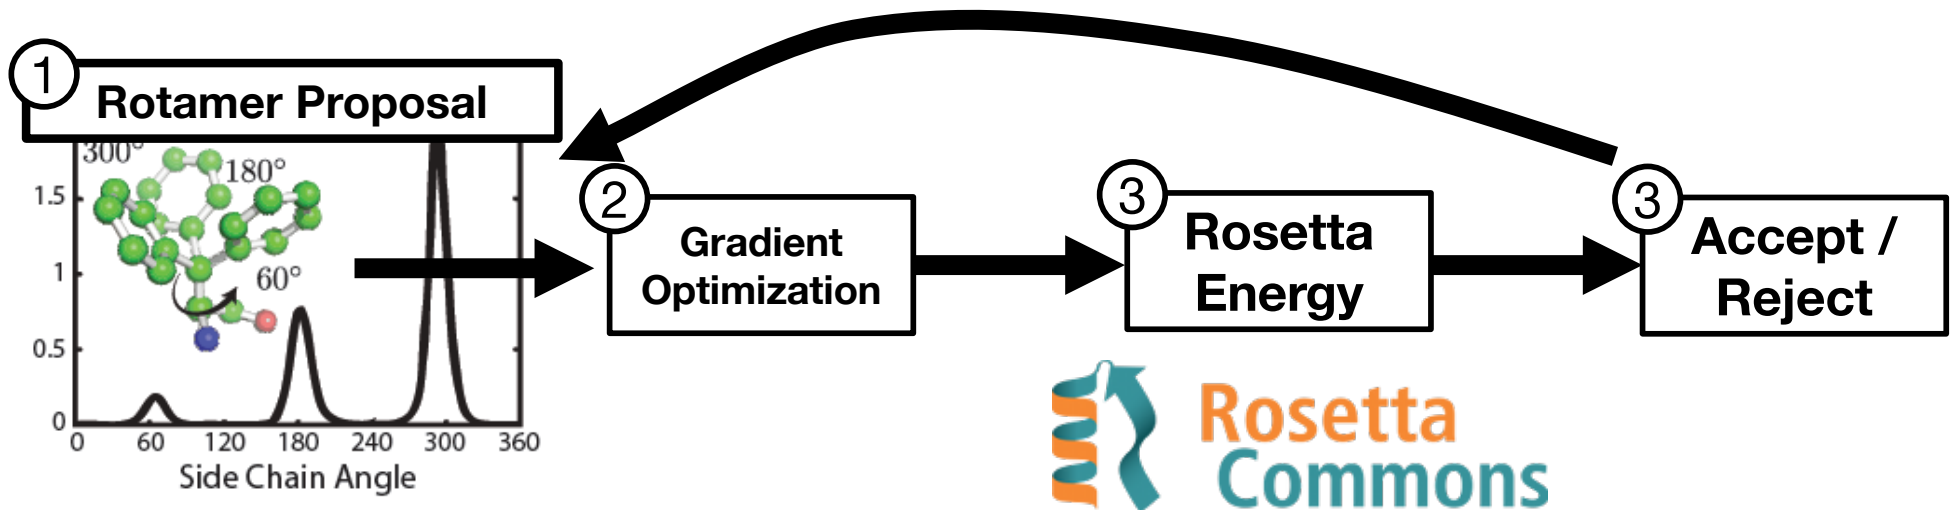 1
Rotamer Proposal
300°
180°
60°
1.5
1
0.5
0
0 60 120 180 240 300 360
Side Chain Angle
2
Gradient
Optimization
3
Rosetta
Energy
3
Accept /
Reject
Rosetta
Commons